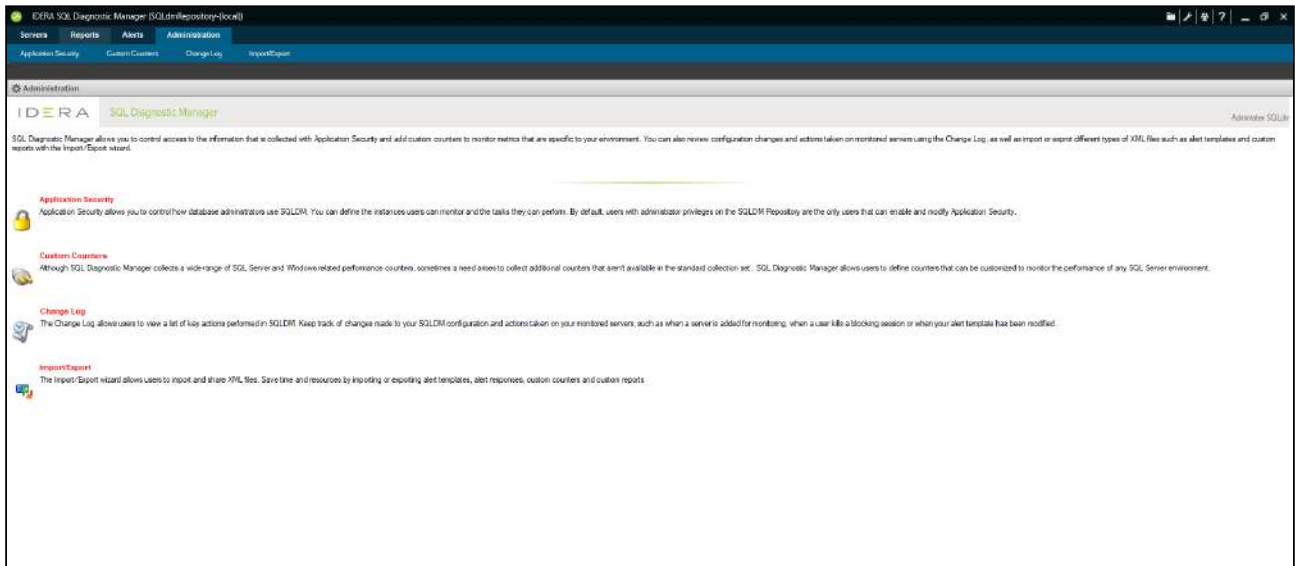 IDERA SQL Diagnostic Manager (SQLdmRepository-(local))
Servers Reports Alerts Administration
Application Security Custom Counters Change Log Import/Export
Administration
IDERA SQL Diagnostic Manager
Administer SQLdm
SQL Diagnostic Manager allows you to control access to the information that is collected with Application Security and add custom counters to monitor metrics that are specific to your environment. You can also review configuration changes and actions taken on monitored servers using the Change Log, as well as import or export different types of XML files such as alert templates and custom
reports with the Import/Export wizard.
Application Security
Application Security allows you to control how database administrators use SQLDM. You can define the instances users can monitor and the tasks they can perform. By default, users with administrator privileges on the SQLDM Repository are the only users that can enable and modify Application Security.
Custom Counters
Although SQL Diagnostic Manager collects a wide-range of SQL Server and Windows related performance counters, sometimes a need arises to collect additional counters that aren't available in the standard collection set. SQL Diagnostic Manager allows users to define counters that can be customized to monitor the performance of any SQL Server environment.
Change Log
The Change Log allows users to view a list of key actions performed in SQLDM. Keep track of changes made to your SQLDM configuration and actions taken on your monitored servers, such as when a server is added for monitoring, when a user kills a blocking session or when your alert template has been modified.
Import/Export
The Import/Export wizard allows users to import and share XML files. Save time and resources by importing or exporting alert templates, alert responses, custom counters and custom reports